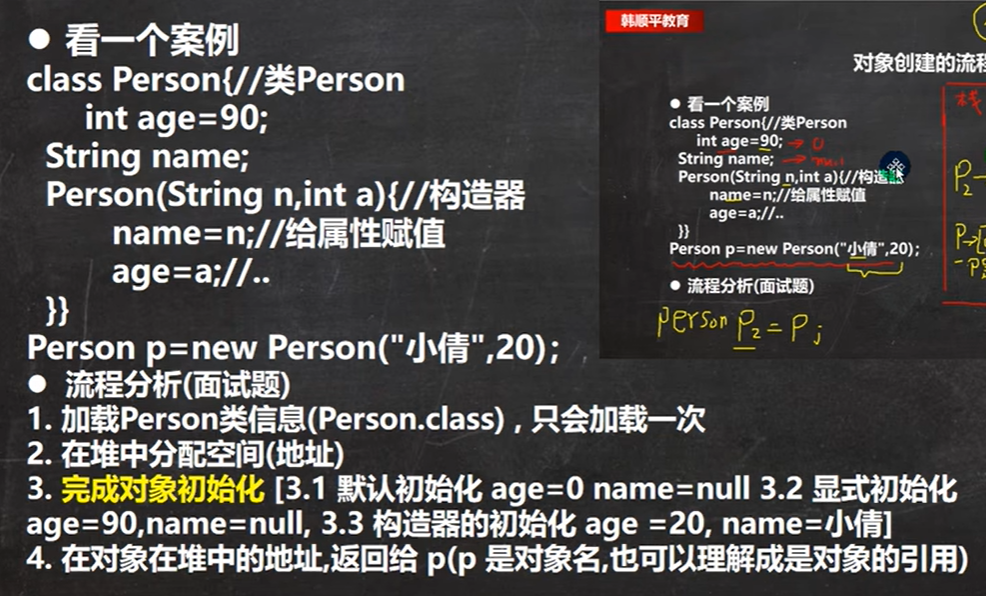 ● 看一个案例
class Person{//类Person
int age=90;
String name;
Person(String n,int a){//构造器
name=n;//给属性赋值
age=a;//..
}}
Person p=new Person("小倩",20);
● 流程分析(面试题)
1. 加载Person类信息(Person.class) , 只会加载一次
2. 在堆中分配空间(地址)
3. 完成对象初始化 [3.1 默认初始化 age=0 name=null 3.2 显式初始化
age=90,name=null, 3.3 构造器的初始化 age =20, name=小倩]
4. 在对象在堆中的地址,返回给 p(p 是对象名,也可以理解成是对象的引用)
韩顺平教育
对象创建的流程
● 看一个案例
class Person{//类Person
int age=90; → 0
String name; → null
Person(String n,int a){//构造
name=n;//给属性赋值
age=a;//..
}}
Person p=new Person("小倩",20);
● 流程分析(面试题)
person P2 = P;
栈
P2
P→